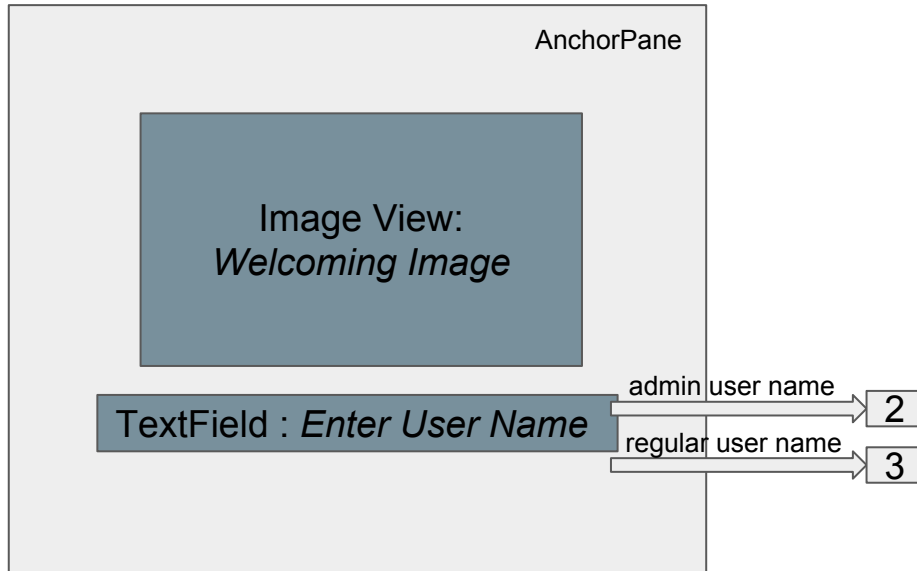 AnchorPane
Image View:
Welcoming Image
admin user name
2
TextField : Enter User Name
regular user name
3